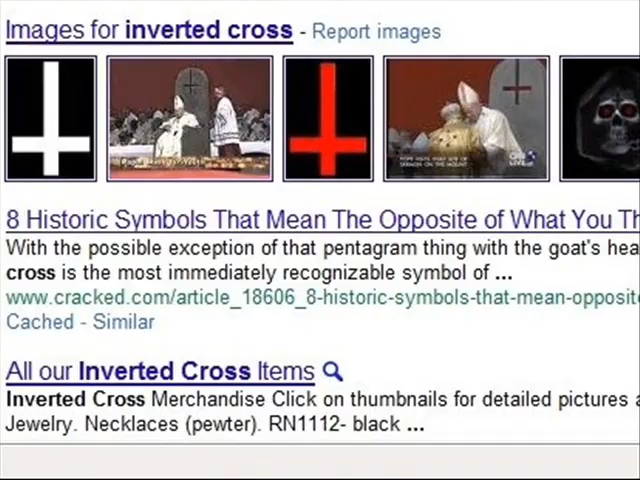 Images for inverted cross - Report images
8 Historic Symbols That Mean The Opposite of What You Th
With the possible exception of that pentagram thing with the goat's hea
cross is the most immediately recognizable symbol of ...
www.cracked.com/article_18606_8-historic-symbols-that-mean-opposite
Cached - Similar
All our Inverted Cross Items
Inverted Cross Merchandise Click on thumbnails for detailed pictures a
Jewelry. Necklaces (pewter). RN1112- black ...